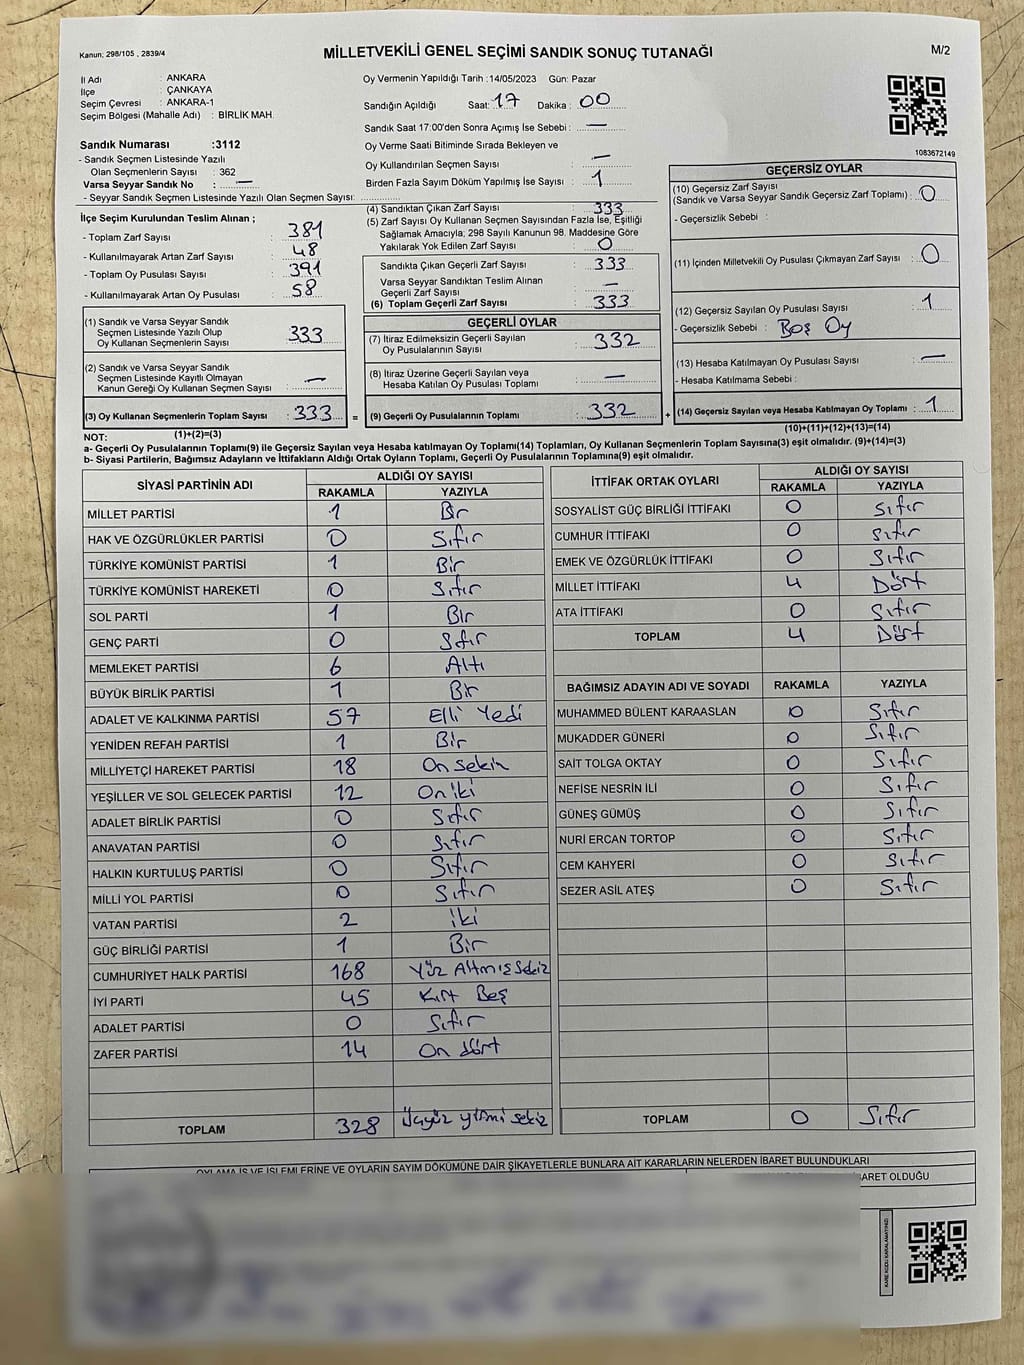 Kanun; 298/105 , 2839/4
MİLLETVEKİLİ GENEL SEÇİMİ SANDIK SONUÇ TUTANAĞI
M/2
İl Adı : ANKARA
İlçe : ÇANKAYA
Seçim Çevresi : ANKARA-1
Seçim Bölgesi (Mahalle Adı) : BİRLİK MAH.
Oy Vermenin Yapıldığı Tarih :14/05/2023 Gün: Pazar
Sandığın Açıldığı Saat: 17 Dakika : 00
Sandık Saat 17:00'den Sonra Açımış İse Sebebi : —
Oy Verme Saati Bitiminde Sırada Bekleyen ve
Oy Kullandırılan Seçmen Sayısı : —
Birden Fazla Sayım Döküm Yapılmış İse Sayısı : 1
1083672149
Sandık Numarası :3112
- Sandık Seçmen Listesinde Yazılı
Olan Seçmenlerin Sayısı : 362
Varsa Seyyar Sandık No : —
- Seyyar Sandık Seçmen Listesinde Yazılı Olan Seçmen Sayısı:
İlçe Seçim Kurulundan Teslim Alınan ;
- Toplam Zarf Sayısı : 381
- Kullanılmayarak Artan Zarf Sayısı : 48
- Toplam Oy Pusulası Sayısı : 391
- Kullanılmayarak Artan Oy Pusulası : 58
(1) Sandık ve Varsa Seyyar Sandık
Seçmen Listesinde Yazılı Olup
Oy Kullanan Seçmenlerin Sayısı : 333
(2) Sandık ve Varsa Seyyar Sandık
Seçmen Listesinde Kayıtlı Olmayan
Kanun Gereği Oy Kullanan Seçmen Sayısı : —
(3) Oy Kullanan Seçmenlerin Toplam Sayısı : 333 =
(1)+(2)=(3)
(4) Sandıktan Çıkan Zarf Sayısı : 333
(5) Zarf Sayısı Oy Kullanan Seçmen Sayısından Fazla İse, Eşitliği
Sağlamak Amacıyla; 298 Sayılı Kanunun 98. Maddesine Göre
Yakılarak Yok Edilen Zarf Sayısı : 0
Sandıkta Çıkan Geçerli Zarf Sayısı : 333
Varsa Seyyar Sandıktan Teslim Alınan
Geçerli Zarf Sayısı : —
(6) Toplam Geçerli Zarf Sayısı : 333
GEÇERLİ OYLAR
(7) İtiraz Edilmeksizin Geçerli Sayılan
Oy Pusulalarının Sayısı : 332
(8) İtiraz Üzerine Geçerli Sayılan veya
Hesaba Katılan Oy Pusulası Toplamı : —
(9) Geçerli Oy Pusulalarının Toplamı : 332 +
GEÇERSİZ OYLAR
(10) Geçersiz Zarf Sayısı
(Sandık ve Varsa Seyyar Sandık Geçersiz Zarf Toplamı) : 0
- Geçersizlik Sebebi :
(11) İçinden Milletvekili Oy Pusulası Çıkmayan Zarf Sayısı : 0
(12) Geçersiz Sayılan Oy Pusulası Sayısı : 1
- Geçersizlik Sebebi : Boş Oy
(13) Hesaba Katılmayan Oy Pusulası Sayısı : —
- Hesaba Katılmama Sebebi :
(14) Geçersiz Sayılan veya Hesaba Katılmayan Oy Toplamı : 1
(10)+(11)+(12)+(13)=(14)
NOT:
a- Geçerli Oy Pusulalarının Toplamı(9) ile Geçersiz Sayılan veya Hesaba katılmayan Oy Toplamı(14) Toplamları, Oy Kullanan Seçmenlerin Toplam Sayısına(3) eşit olmalıdır. (9)+(14)=(3)
b- Siyasi Partilerin, Bağımsız Adayların ve İttifakların Aldığı Ortak Oyların Toplamı, Geçerli Oy Pusulalarının Toplamına(9) eşit olmalıdır.
SİYASİ PARTİNİN ADI ALDIĞI OY SAYISI
RAKAMLA YAZIYLA
MİLLET PARTİSİ 1 Bir
HAK VE ÖZGÜRLÜKLER PARTİSİ 0 Sıfır
TÜRKİYE KOMÜNİST PARTİSİ 1 Bir
TÜRKİYE KOMÜNİST HAREKETİ 0 Sıfır
SOL PARTİ 1 Bir
GENÇ PARTİ 0 Sıfır
MEMLEKET PARTİSİ 6 Altı
BÜYÜK BİRLİK PARTİSİ 1 Bir
ADALET VE KALKINMA PARTİSİ 57 Elli Yedi
YENİDEN REFAH PARTİSİ 1 Bir
MİLLİYETÇİ HAREKET PARTİSİ 18 On sekiz
YEŞİLLER VE SOL GELECEK PARTİSİ 12 On iki
ADALET BİRLİK PARTİSİ 0 Sıfır
ANAVATAN PARTİSİ 0 Sıfır
HALKIN KURTULUŞ PARTİSİ 0 Sıfır
MİLLİ YOL PARTİSİ 0 Sıfır
VATAN PARTİSİ 2 İki
GÜÇ BİRLİĞİ PARTİSİ 1 Bir
CUMHURİYET HALK PARTİSİ 168 Yüz Altmış Sekiz
İYİ PARTİ 45 Kırk Beş
ADALET PARTİSİ 0 Sıfır
ZAFER PARTİSİ 14 On dört
TOPLAM 328 Üçyüz yirmi sekiz
İTTİFAK ORTAK OYLARI ALDIĞI OY SAYISI
RAKAMLA YAZIYLA
SOSYALİST GÜÇ BİRLİĞİ İTTİFAKI 0 Sıfır
CUMHUR İTTİFAKI 0 Sıfır
EMEK VE ÖZGÜRLÜK İTTİFAKI 0 Sıfır
MİLLET İTTİFAKI 4 Dört
ATA İTTİFAKI 0 Sıfır
TOPLAM 4 Dört
BAĞIMSIZ ADAYIN ADI VE SOYADI RAKAMLA YAZIYLA
MUHAMMED BÜLENT KARAASLAN 0 Sıfır
MUKADDER GÜNERİ 0 Sıfır
SAİT TOLGA OKTAY 0 Sıfır
NEFİSE NESRİN İLİ 0 Sıfır
GÜNEŞ GÜMÜŞ 0 Sıfır
NURİ ERCAN TORTOP 0 Sıfır
CEM KAHYERİ 0 Sıfır
SEZER ASİL ATEŞ 0 Sıfır
TOPLAM 0 Sıfır
OYLAMA İŞ VE İŞLEMLERİNE VE OYLARIN SAYIM DÖKÜMÜNE DAİR ŞİKAYETLERLE BUNLARA AİT KARARLARIN NELERDEN İBARET BULUNDUKLARI
İBARET OLDUĞU